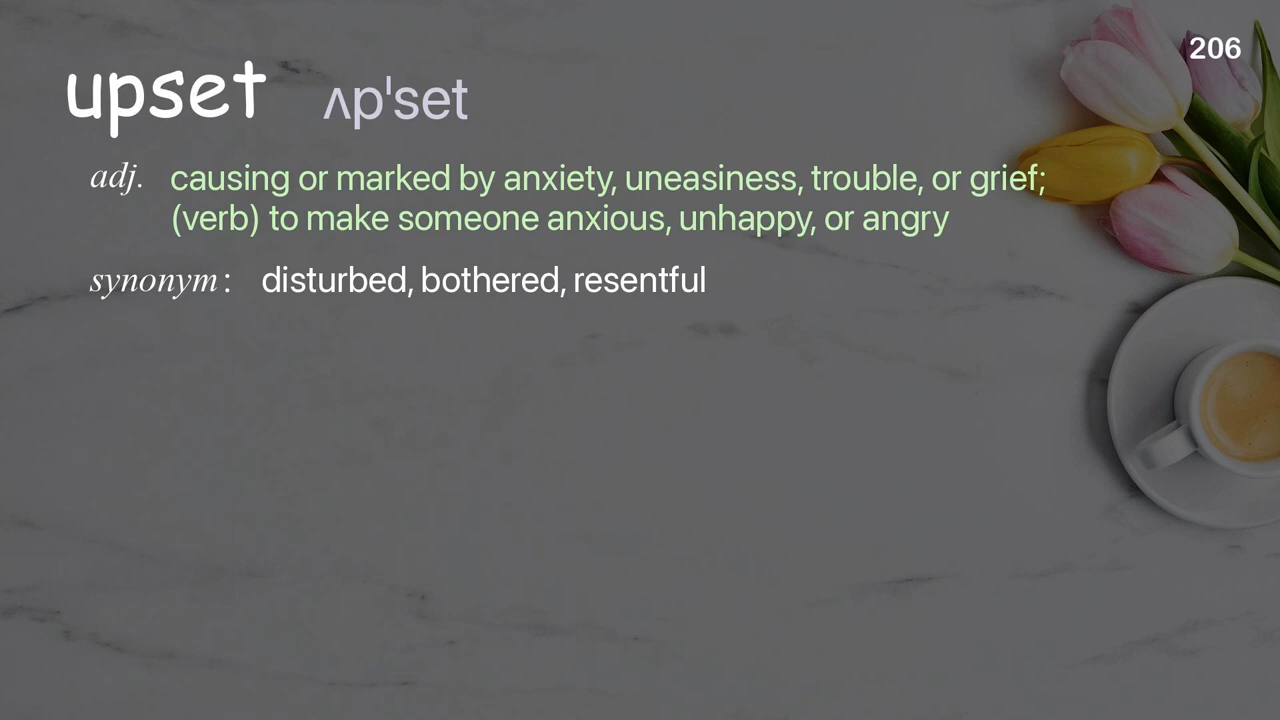 206
upset ʌp'set
adj. causing or marked by anxiety, uneasiness, trouble, or grief;
(verb) to make someone anxious, unhappy, or angry
synonym: disturbed, bothered, resentful